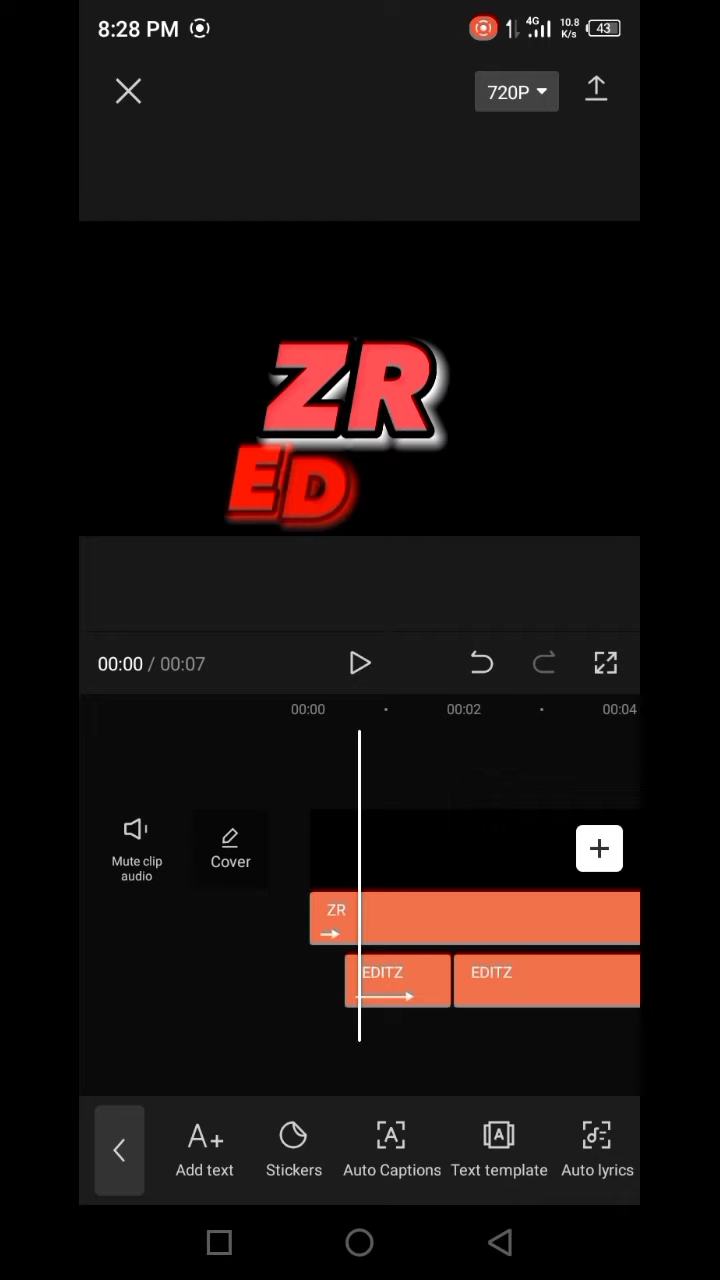 8:28 PM 4G 10.8 K/s 43
720P
ZR
ED
00:00 / 00:07
00:00 00:02 00:04
Mute clip audio
Cover
ZR
EDITZ EDITZ
A+ A A
Add text Stickers Auto Captions Text template Auto lyrics